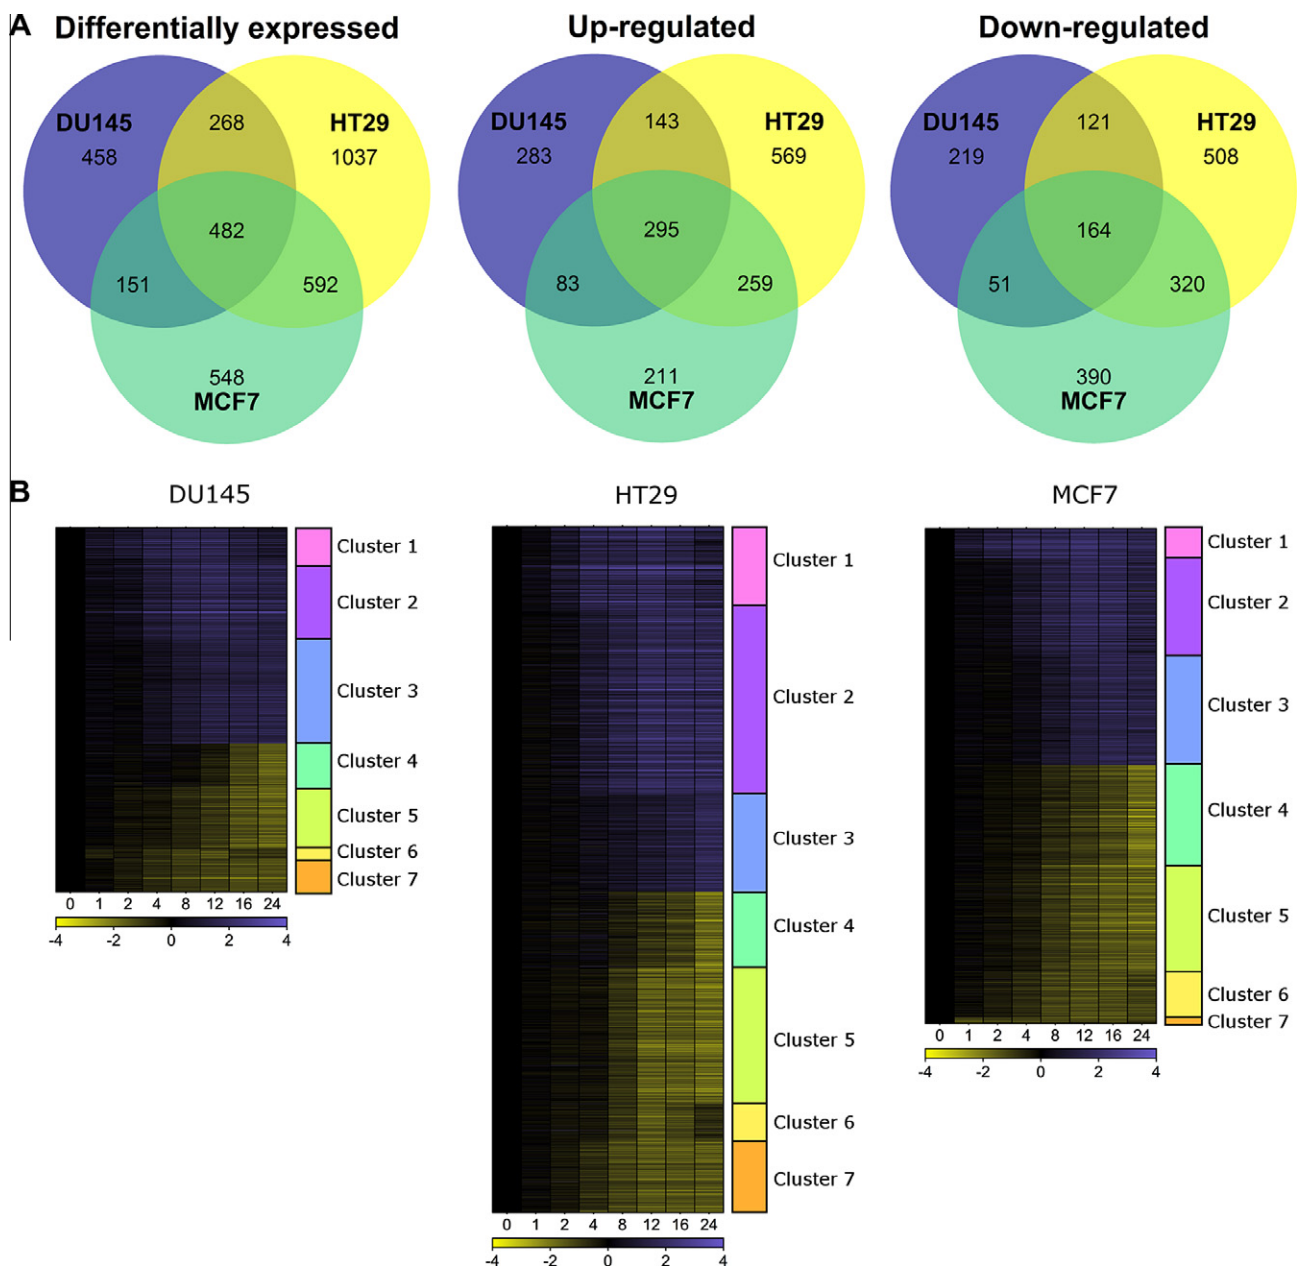 A Differentially expressed Up-regulated Down-regulated
DU145 268 HT29 DU145 143 HT29 DU145 121 HT29
458 1037 283 569 219 508
482 295 164
151 592 83 259 51 320
548 211 390
MCF7 MCF7 MCF7
B DU145 HT29 MCF7
DU145
Cluster 1
Cluster 2
Cluster 3
Cluster 4
Cluster 5
Cluster 6
Cluster 7
0 1 2 4 8 12 16 24
-4 -2 0 2 4
Cluster 1
Cluster 2
Cluster 3
Cluster 4
Cluster 5
Cluster 6
Cluster 7
0 1 2 4 8 12 16 24
-4 -2 0 2 4
Cluster 1
Cluster 2
Cluster 3
Cluster 4
Cluster 5
Cluster 6
Cluster 7
0 1 2 4 8 12 16 24
-4 -2 0 2 4